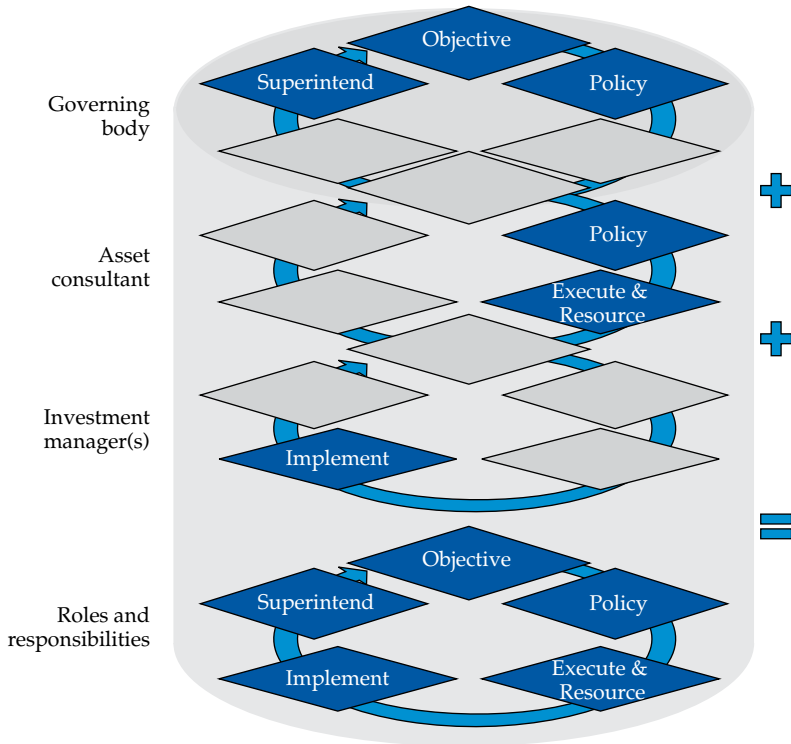 Objective
Superintend
Policy
Governing
body
+
Asset
consultant
Policy
Execute &
Resource
+
Investment
manager(s)
Implement
=
Objective
Superintend
Policy
Roles and
responsibilities
Implement
Execute &
Resource